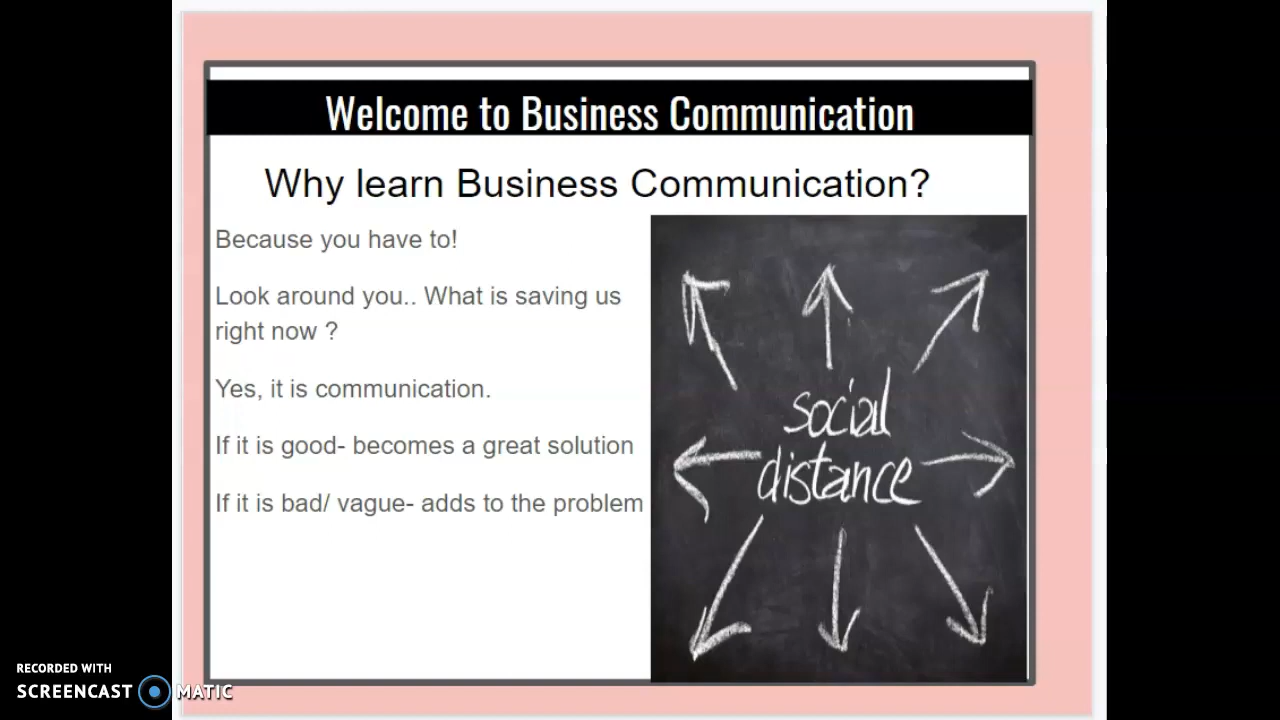 Welcome to Business Communication
Why learn Business Communication?
Because you have to!
Look around you.. What is saving us
right now ?
Yes, it is communication.
If it is good- becomes a great solution
If it is bad/ vague- adds to the problem
social
distance
RECORDED WITH
SCREENCAST MATIC